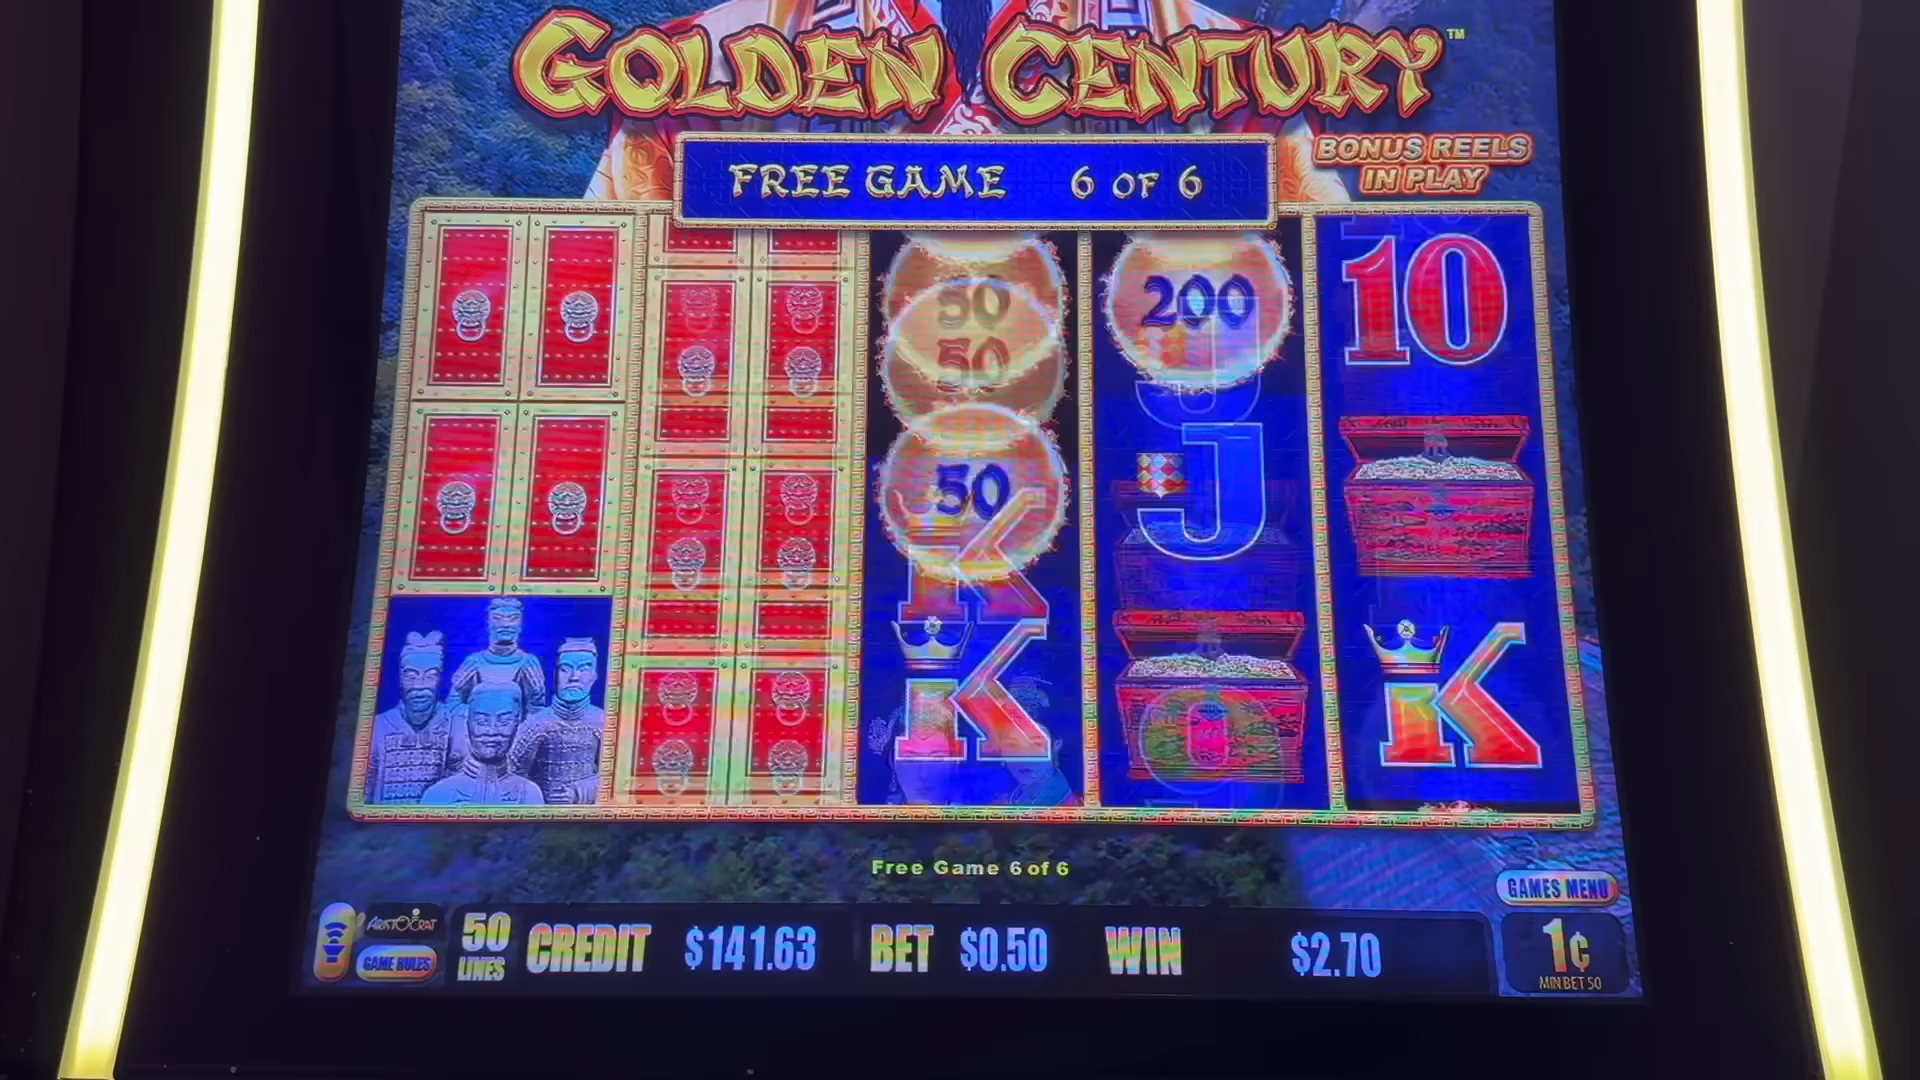 GOLDEN CENTURY™
BONUS REELS
IN PLAY
FREE GAME 6 OF 6
50
50
50
200
10
J
K
K
Free Game 6 of 6
GAMES MENU
ARISTOCRAT
GAME RULES
50
LINES
CREDIT $141.63
BET $0.50
WIN $2.70
1¢
MIN BET 50